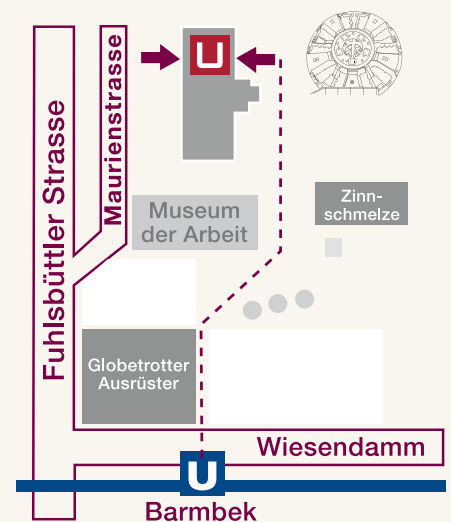 U
Maurienstrasse
Fuhlsbüttler Strasse
Zinn-
schmelze
Museum
der Arbeit
Globetrotter
Ausrüster
Wiesendamm
U
Barmbek